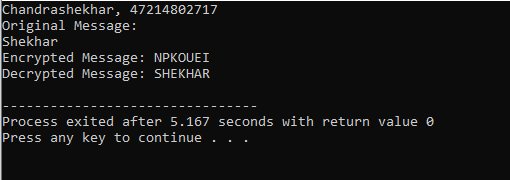 Chandrashekhar, 47214802717
Original Message:
Shekhar
Encrypted Message: NPKOUEI
Decrypted Message: SHEKHAR
--------------------------------
Process exited after 5.167 seconds with return value 0
Press any key to continue . . .